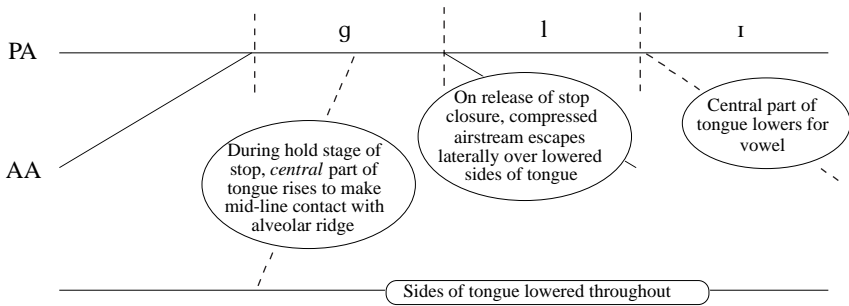 ɡ l ɪ
PA
AA
During hold stage of
stop, central part of
tongue rises to make
mid-line contact with
alveolar ridge
On release of stop
closure, compressed
airstream escapes
laterally over lowered
sides of tongue
Central part of
tongue lowers for
vowel
Sides of tongue lowered throughout